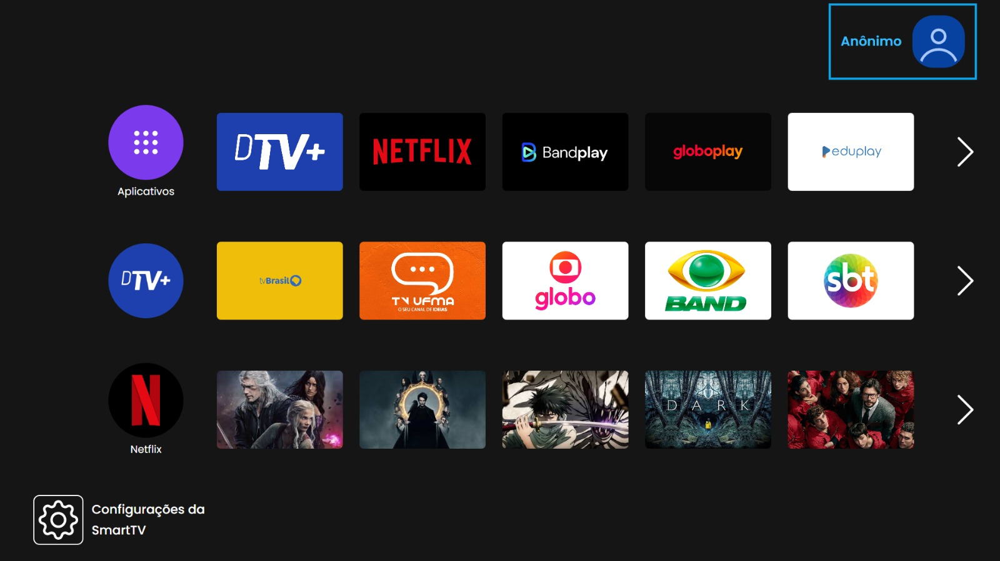 Anônimo
DTV+
NETFLIX
Bandplay
globoplay
eduplay
Aplicativos
DTV+
tvBrasil
TV UFMA
O SEU CANAL DE IDEIAS
globo
BAND
sbt
N
DARK
Netflix
Configurações da
SmartTV